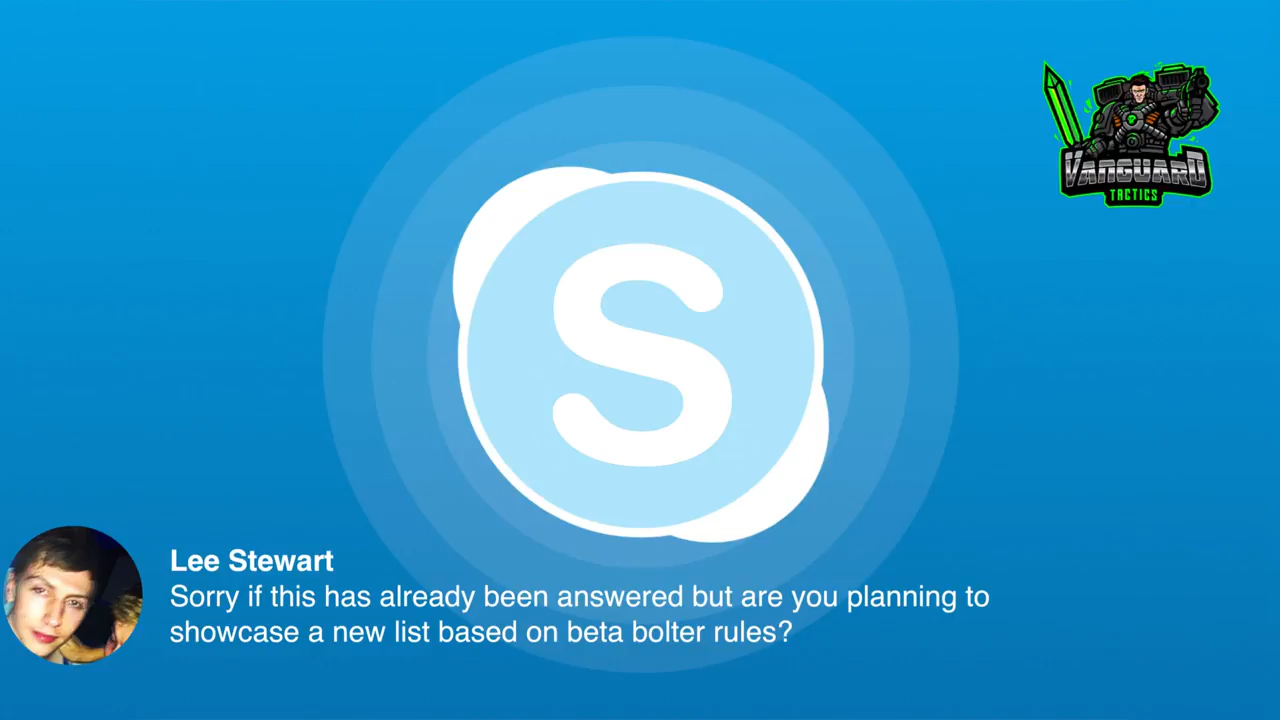 VANGUARD
TACTICS
S
Lee Stewart
Sorry if this has already been answered but are you planning to
showcase a new list based on beta bolter rules?